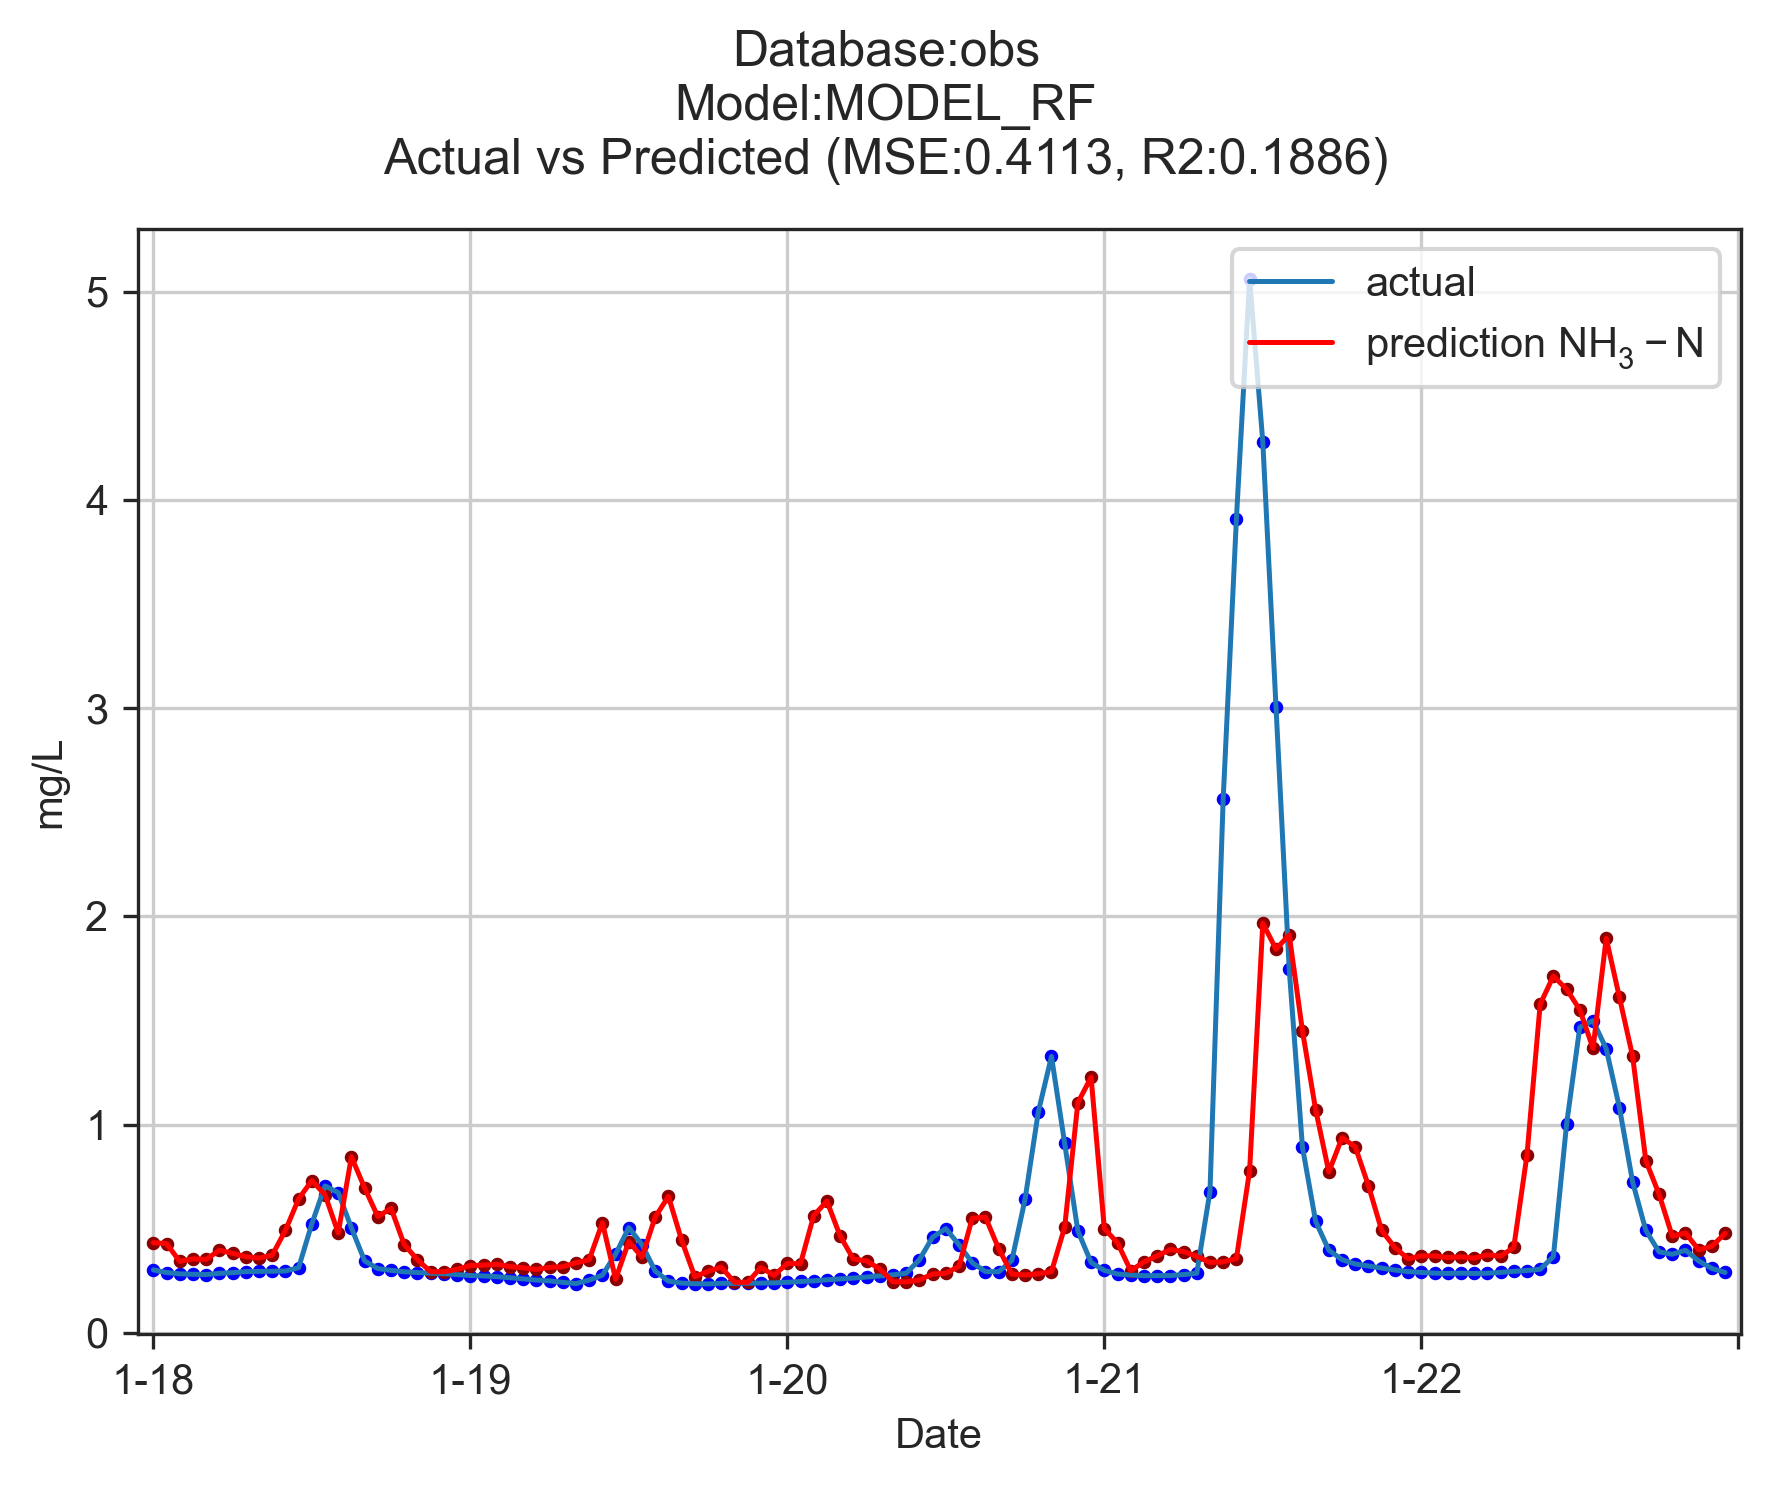 Database:obs
Model:MODEL_RF
Actual vs Predicted (MSE:0.4113, R2:0.1886)
actual
prediction NH₃ − N
5
4
3
2
1
0
mg/L
1-18 1-19 1-20 1-21 1-22
Date